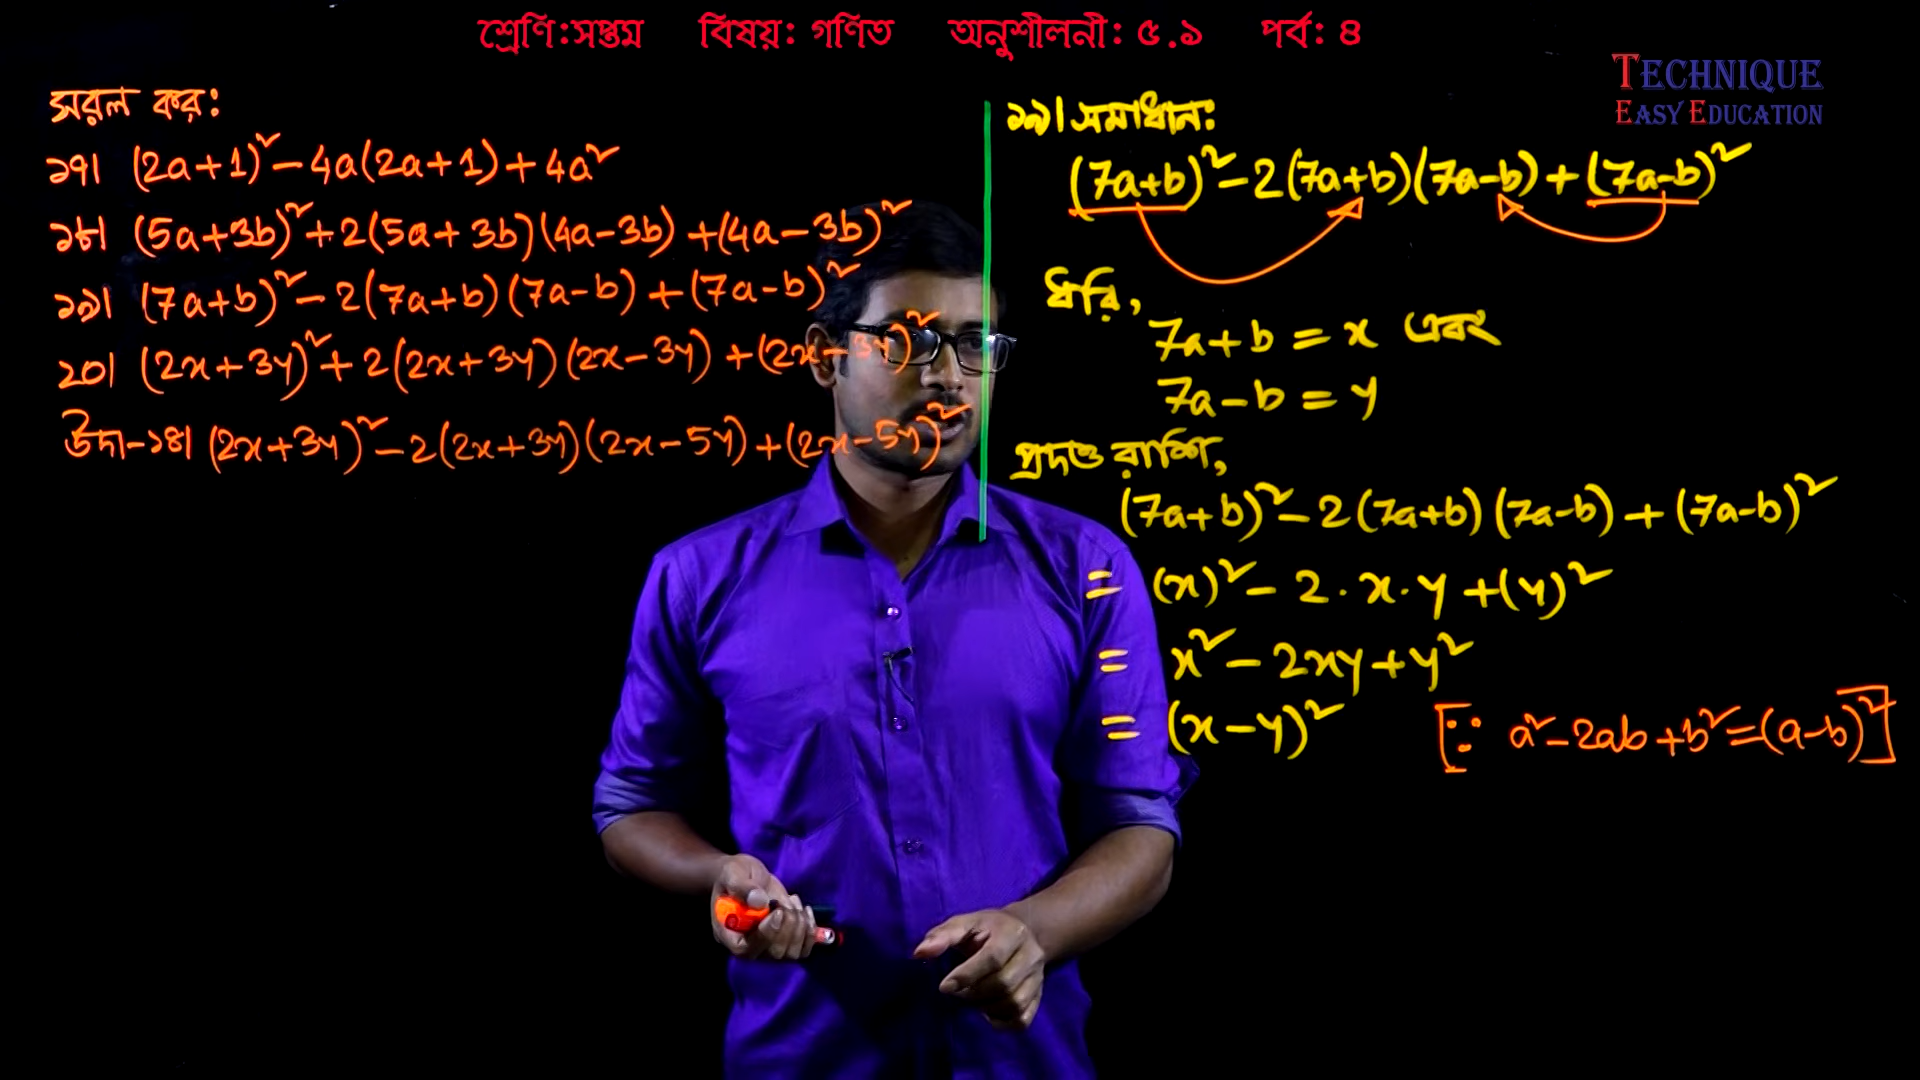 শ্রেণি:সপ্তম বিষয়: গণিত অনুশীলনী: ৫.১ পর্ব: ৪
TECHNIQUE
EASY EDUCATION
সরল কর:
১৭। (2a+1)² - 4a(2a+1) + 4a²
১৮। (5a+3b)² + 2(5a+3b)(4a-3b) + (4a-3b)²
১৯। (7a+b)² - 2(7a+b)(7a-b) + (7a-b)²
২০। (2x+3y)² + 2(2x+3y)(2x-3y) + (2x-3y)²
উদা-১৪। (2x+3y)² - 2(2x+3y)(2x-5y) + (2x-5y)²
১৯। সমাধান:
(7a+b)² - 2(7a+b)(7a-b) + (7a-b)²
ধরি,
7a+b = x এবং
7a-b = y
প্রদত্ত রাশি,
(7a+b)² - 2(7a+b)(7a-b) + (7a-b)²
= (x)² - 2·x·y + (y)²
= x² - 2xy + y²
= (x-y)² [∵ a²-2ab+b²=(a-b)²]